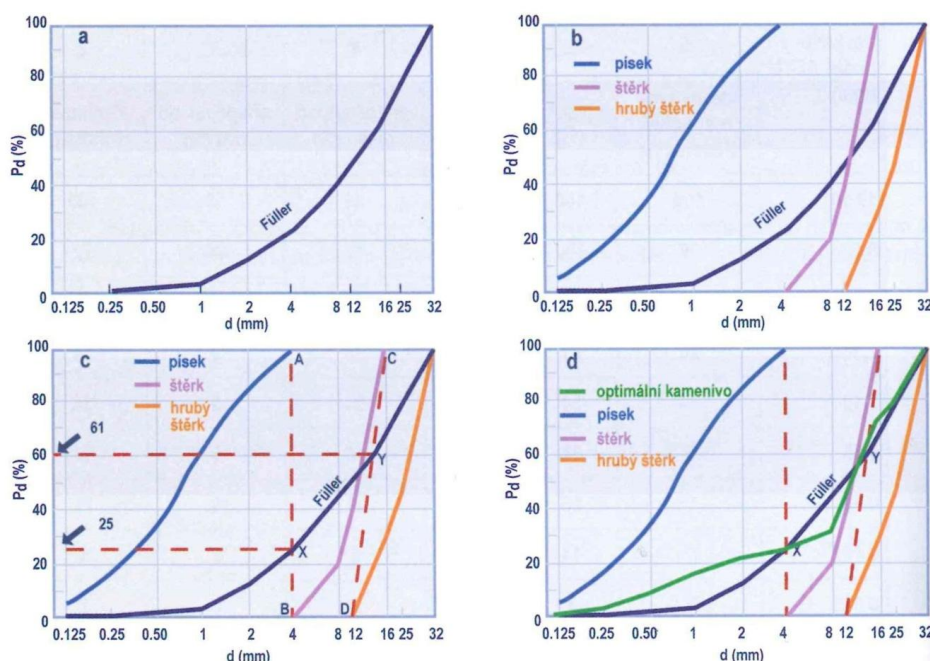 a
100
80
60
40
20
0
Pd (%)
Füller
0.125 0.25 0.50 1 2 4 8 12 16 25 32
d (mm)
b
100
80
60
40
20
0
Pd (%)
písek
štěrk
hrubý štěrk
Füller
0.125 0.25 0.50 1 2 4 8 12 16 25 32
d (mm)
c
100
80
60
40
20
0
Pd (%)
písek
štěrk
hrubý
štěrk
A
C
61
25
Füller
Y
X
B
D
0.125 0.25 0.50 1 2 4 8 12 16 25 32
d (mm)
d
100
80
60
40
20
0
Pd (%)
optimální kamenivo
písek
štěrk
hrubý štěrk
Füller
Y
X
0.125 0.25 0.50 1 2 4 8 12 16 25 32
d (mm)